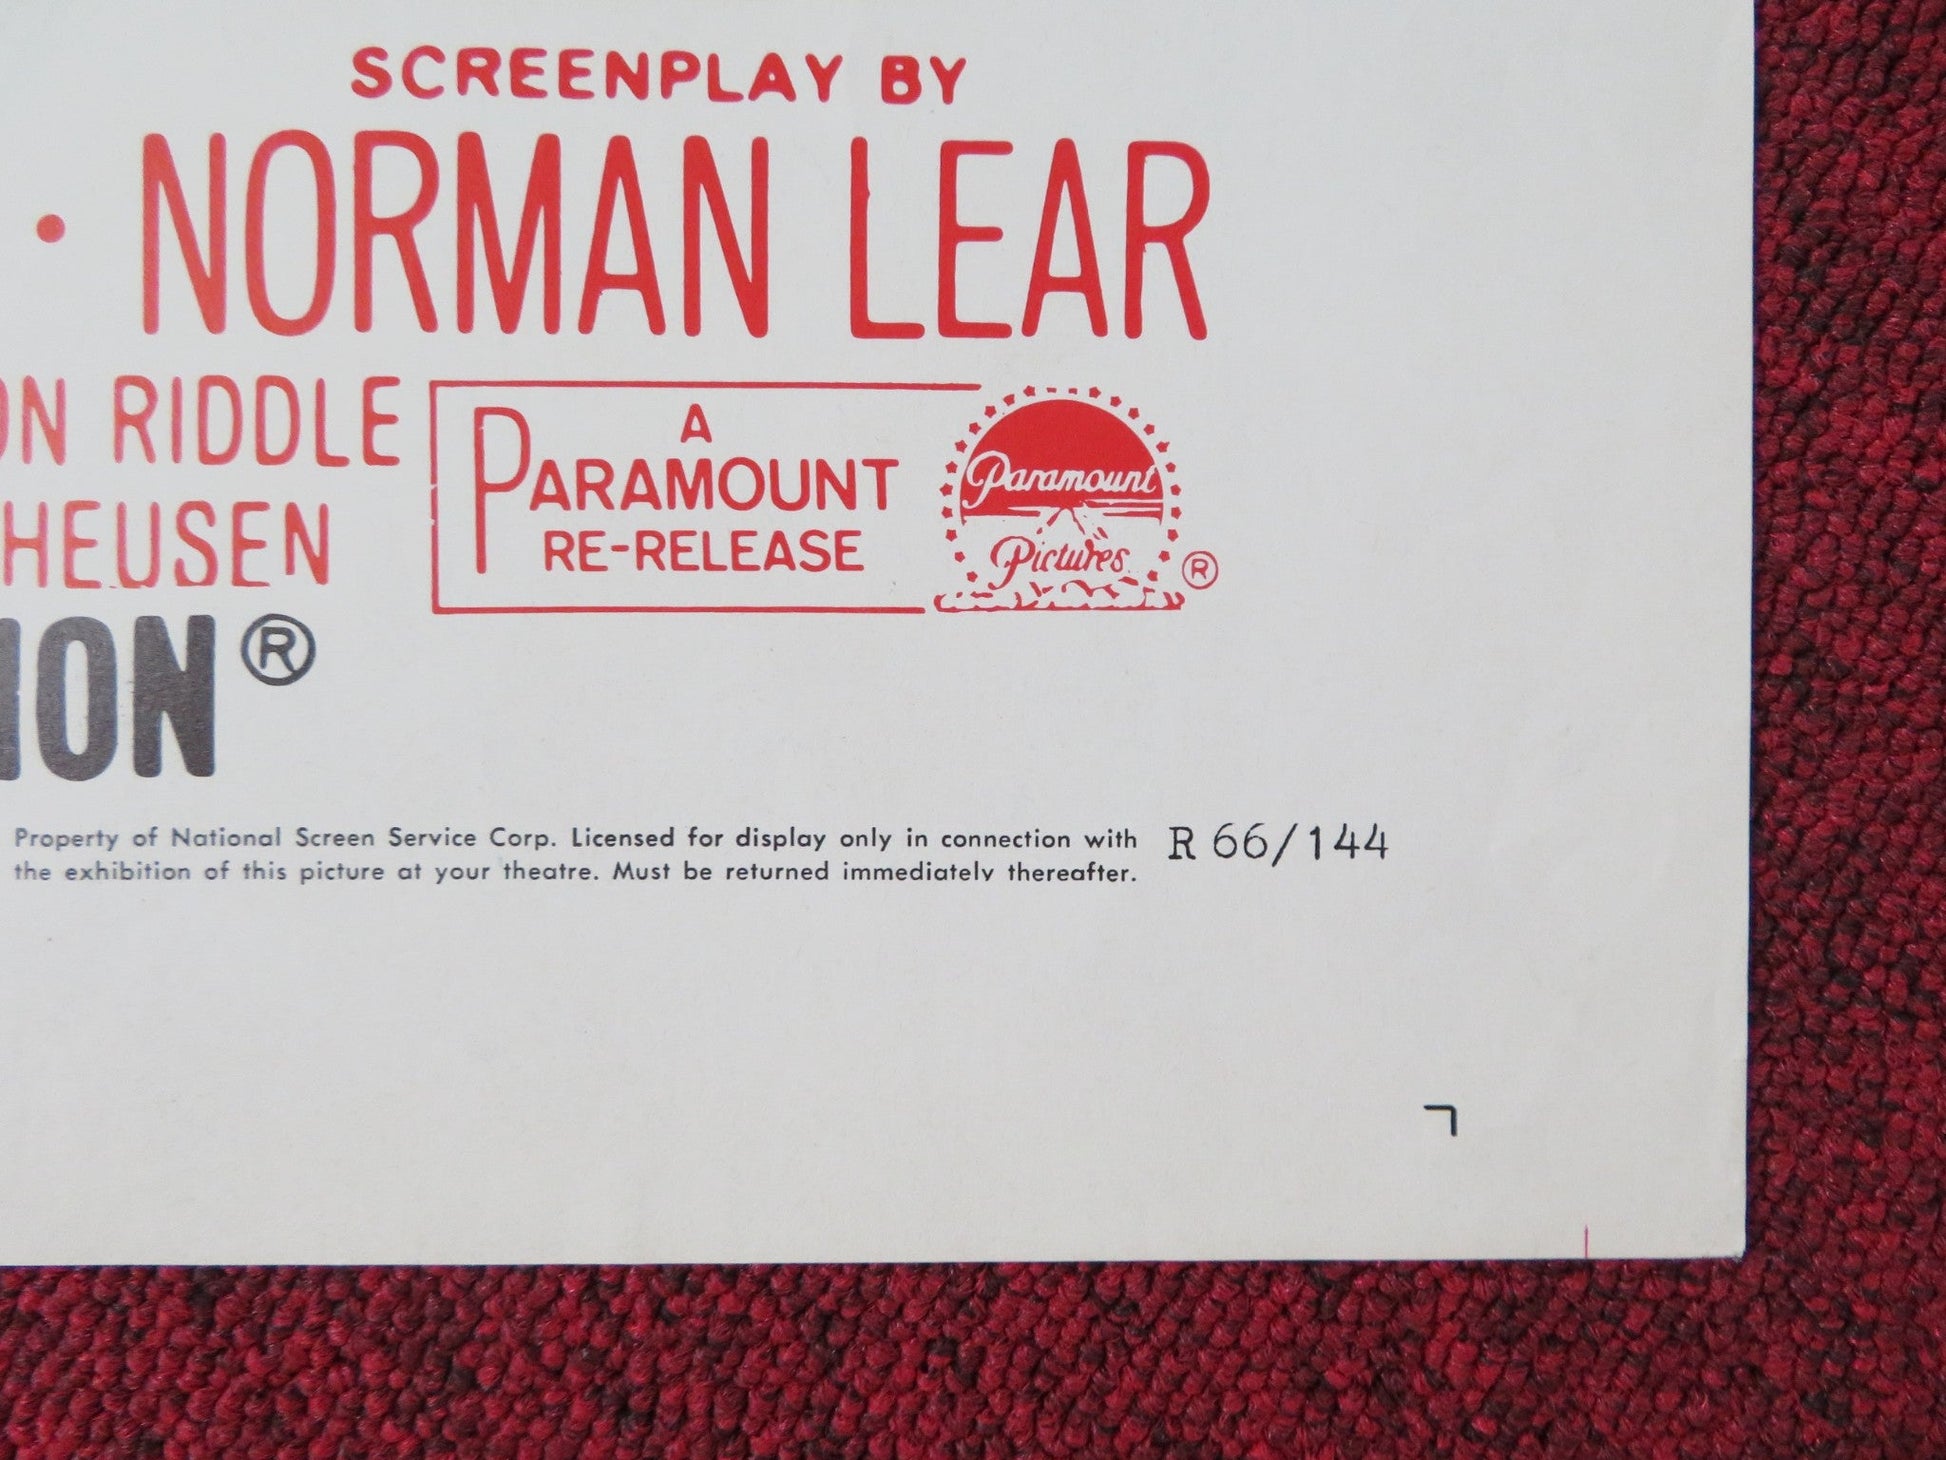 SCREENPLAY BY
· NORMAN LEAR
ON RIDDLE
HEUSEN
A
PARAMOUNT
RE-RELEASE
Paramount
Pictures
®
ION®
Property of National Screen Service Corp. Licensed for display only in connection with
the exhibition of this picture at your theatre. Must be returned immediately thereafter.
R 66/144